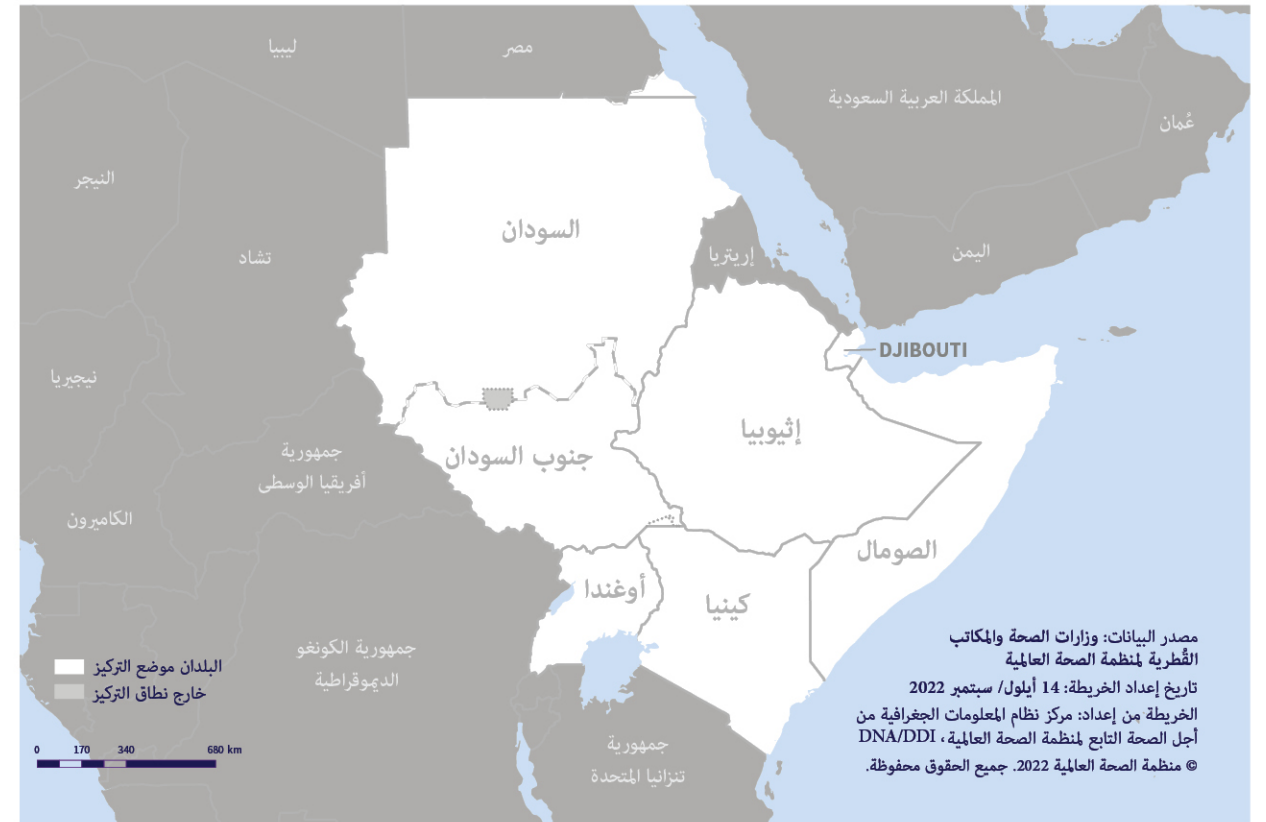 ليبيا
مصر
المملكة العربية السعودية
عُمان
النيجر
السودان
تشاد
إريتريا
اليمن
DJIBOUTI
نيجيريا
إثيوبيا
جمهورية
أفريقيا الوسطى
جنوب السودان
الكاميرون
الصومال
أوغندا
كينيا
جمهورية الكونغو
الديموقراطية
جمهورية
تنزانيا المتحدة
البلدان موضع التركيز
خارج نطاق التركيز
0 170 340 680 km
مصدر البيانات: وزارات الصحة والمكاتب
القُطرية لمنظمة الصحة العالمية
تاريخ إعداد الخريطة: 14 أيلول/ سبتمبر 2022
الخريطة من إعداد: مركز نظام المعلومات الجغرافية من
أجل الصحة التابع لمنظمة الصحة العالمية، DNA/DDI
© منظمة الصحة العالمية 2022. جميع الحقوق محفوظة.